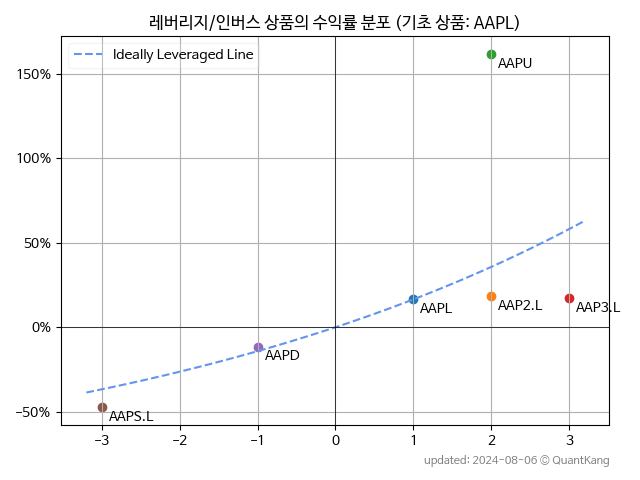 레버리지/인버스 상품의 수익률 분포 (기초 상품: AAPL)
Ideally Leveraged Line
150%
100%
50%
0%
−50%
AAPU
AAPL
AAP2.L
AAP3.L
AAPD
AAPS.L
−3 −2 −1 0 1 2 3
updated: 2024-08-06 © QuantKang